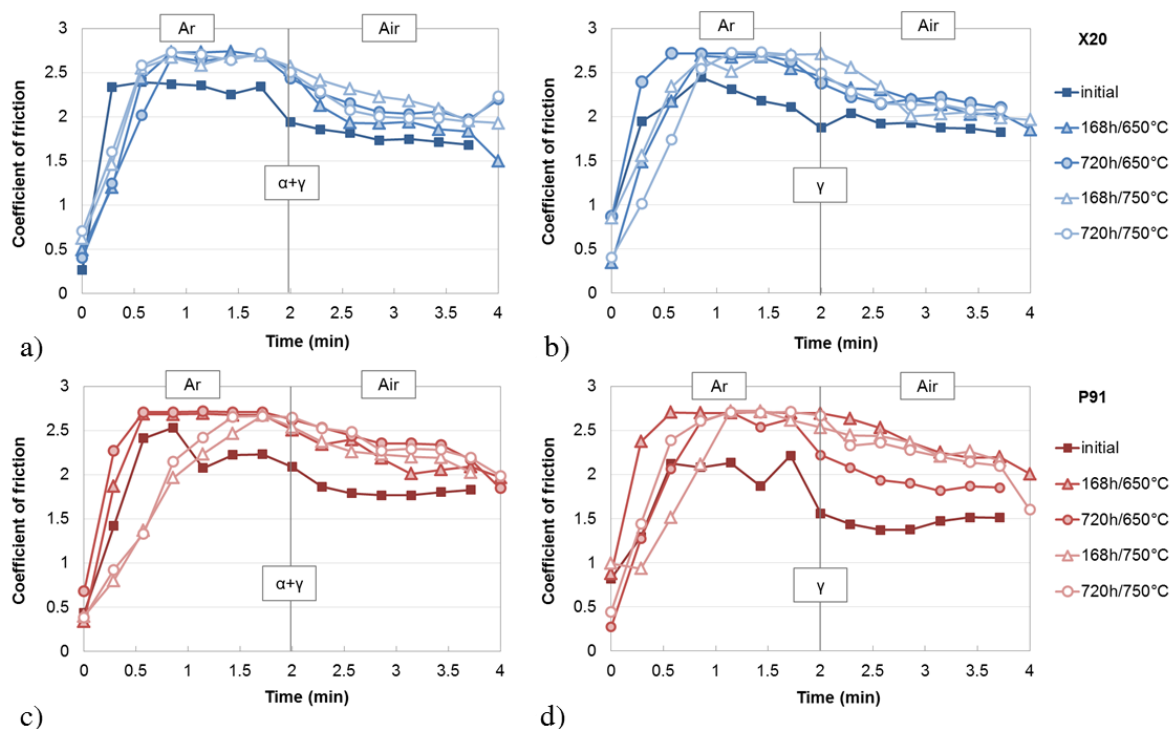 Ar
Air
3
2.5
2
1.5
1
0.5
0
Coefficient of friction
α+γ
0
0.5
1
1.5
2
2.5
3
3.5
4
Time (min)
a)
Ar
Air
3
2.5
2
1.5
1
0.5
0
Coefficient of friction
γ
0
0.5
1
1.5
2
2.5
3
3.5
4
Time (min)
b)
X20
initial
168h/650°C
720h/650°C
168h/750°C
720h/750°C
Ar
Air
3
2.5
2
1.5
1
0.5
0
Coefficient of friction
α+γ
0
0.5
1
1.5
2
2.5
3
3.5
4
Time (min)
c)
Ar
Air
3
2.5
2
1.5
1
0.5
0
Coefficient of friction
γ
0
0.5
1
1.5
2
2.5
3
3.5
4
Time (min)
d)
P91
initial
168h/650°C
720h/650°C
168h/750°C
720h/750°C